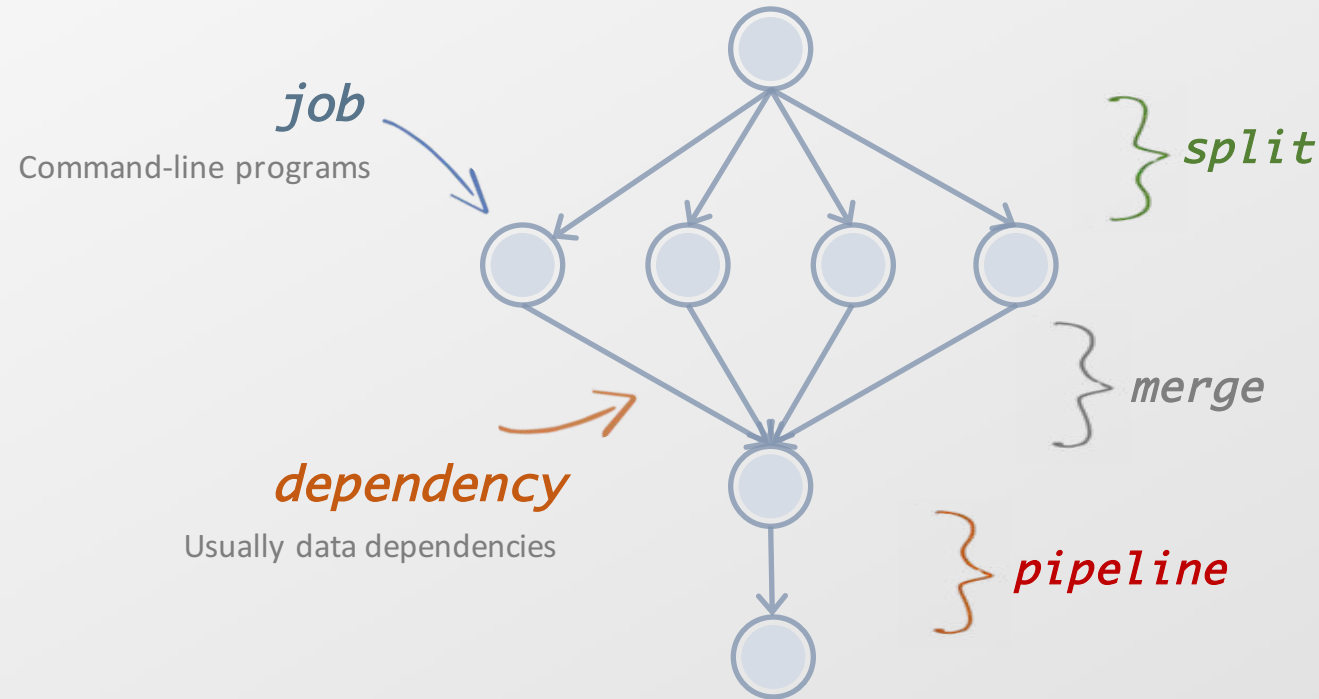 job
Command-line programs
split
merge
dependency
Usually data dependencies
pipeline